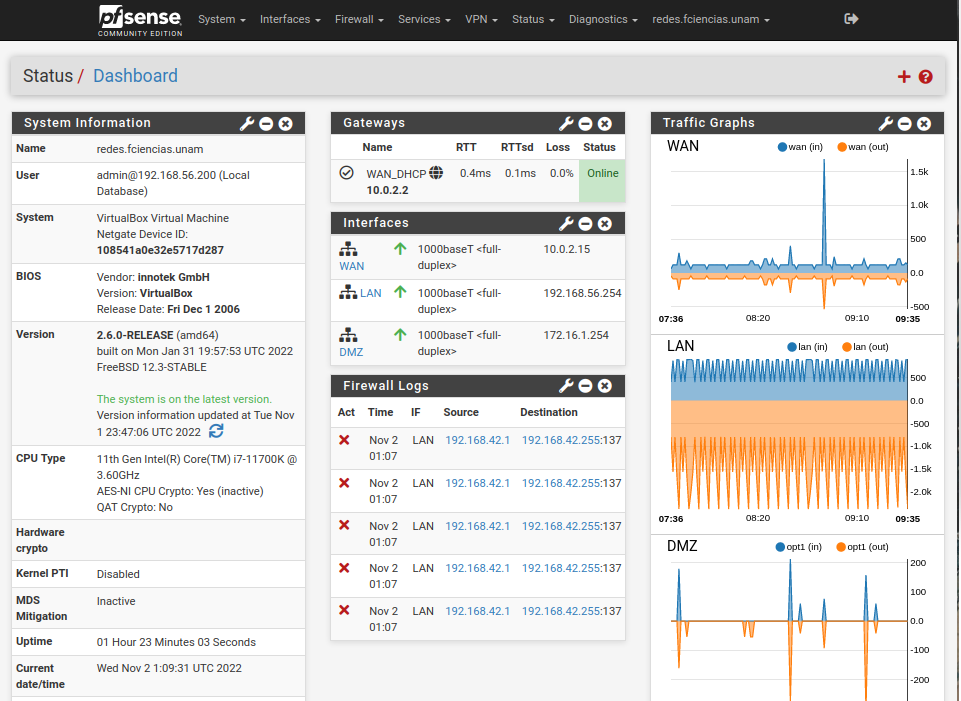 pfsense
COMMUNITY EDITION
System Interfaces Firewall Services VPN Status Diagnostics redes.fciencias.unam
Status / Dashboard
System Information
Name redes.fciencias.unam
User admin@192.168.56.200 (Local
Database)
System VirtualBox Virtual Machine
Netgate Device ID:
108541a0e32e5717d287
BIOS Vendor: innotek GmbH
Version: VirtualBox
Release Date: Fri Dec 1 2006
Version 2.6.0-RELEASE (amd64)
built on Mon Jan 31 19:57:53 UTC 2022
FreeBSD 12.3-STABLE
The system is on the latest version.
Version information updated at Tue Nov
1 23:47:06 UTC 2022
CPU Type 11th Gen Intel(R) Core(TM) i7-11700K @
3.60GHz
AES-NI CPU Crypto: Yes (inactive)
QAT Crypto: No
Hardware
crypto
Kernel PTI Disabled
MDS Inactive
Mitigation
Uptime 01 Hour 23 Minutes 03 Seconds
Current Wed Nov 2 1:09:31 UTC 2022
date/time
Gateways
Name RTT RTTsd Loss Status
WAN_DHCP 0.4ms 0.1ms 0.0% Online
10.0.2.2
Interfaces
WAN 1000baseT <full-
duplex> 10.0.2.15
LAN 1000baseT <full-
duplex> 192.168.56.254
DMZ 1000baseT <full-
duplex> 172.16.1.254
Firewall Logs
Act Time IF Source Destination
Nov 2 LAN 192.168.42.1 192.168.42.255:137
01:07
Nov 2 LAN 192.168.42.1 192.168.42.255:137
01:07
Nov 2 LAN 192.168.42.1 192.168.42.255:137
01:07
Nov 2 LAN 192.168.42.1 192.168.42.255:137
01:07
Nov 2 LAN 192.168.42.1 192.168.42.255:137
01:07
Traffic Graphs
WAN wan (in) wan (out)
1.5k
1.0k
500
0.0
-500
07:36 08:20 09:10 09:35
LAN lan (in) lan (out)
500
0.0
-500
-1.0k
-1.5k
-2.0k
07:36 08:20 09:10 09:35
DMZ opt1 (in) opt1 (out)
200
100
0.0
-100
-200